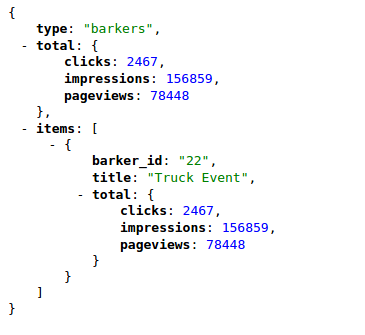 {
type: "barkers",
- total: {
clicks: 2467,
impressions: 156859,
pageviews: 78448
},
- items: [
- {
barker_id: "22",
title: "Truck Event",
- total: {
clicks: 2467,
impressions: 156859,
pageviews: 78448
}
}
]
}